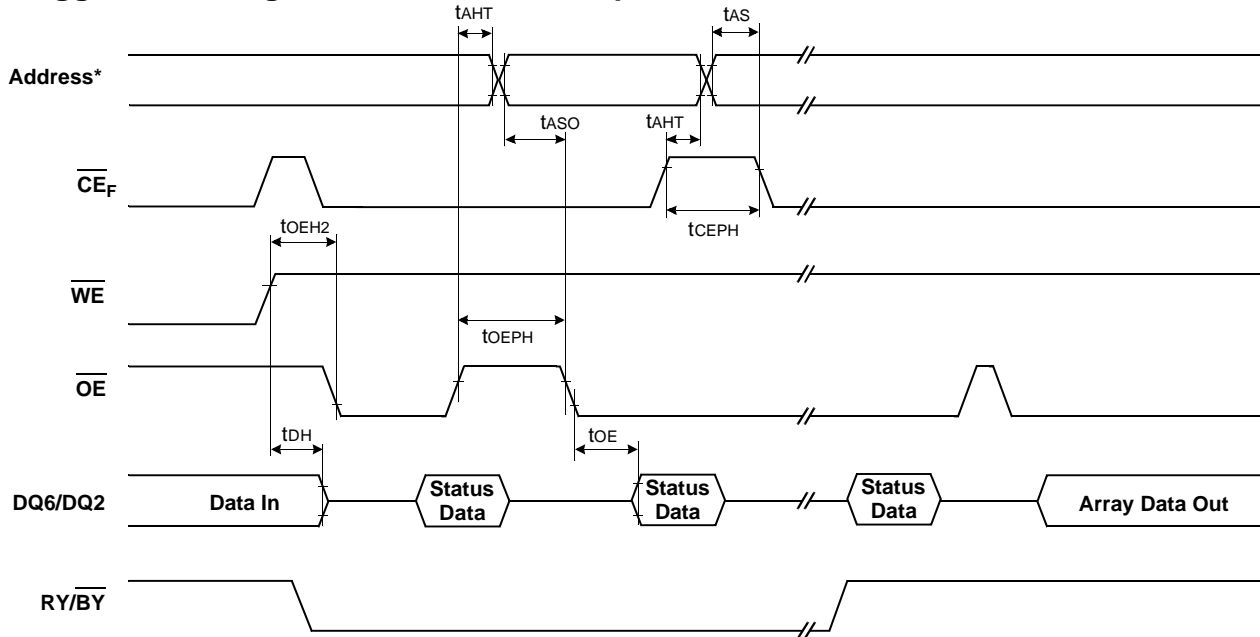 tAHT
tAS
Address*
tASO
tAHT
CEF
tCEPH
tOEH2
WE
tOEPH
OE
tDH
tOE
DQ6/DQ2
Data In
Status
Data
Status
Data
Status
Data
Array Data Out
RY/BY